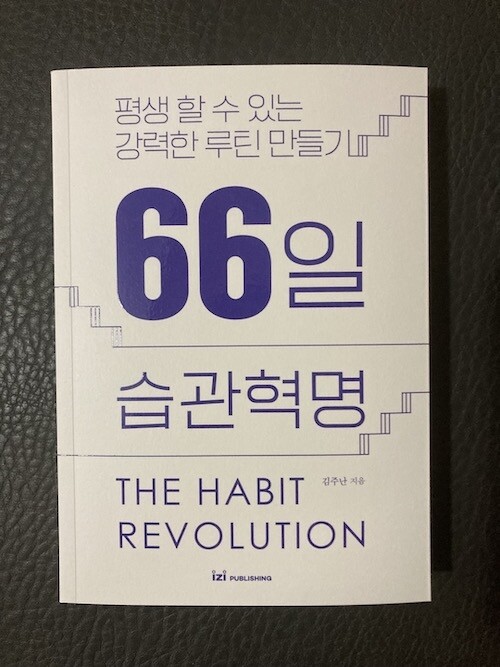 평생 할 수 있는
강력한 루틴 만들기
66일
습관혁명
김주난 지음
THE HABIT
REVOLUTION
izi PUBLISHING